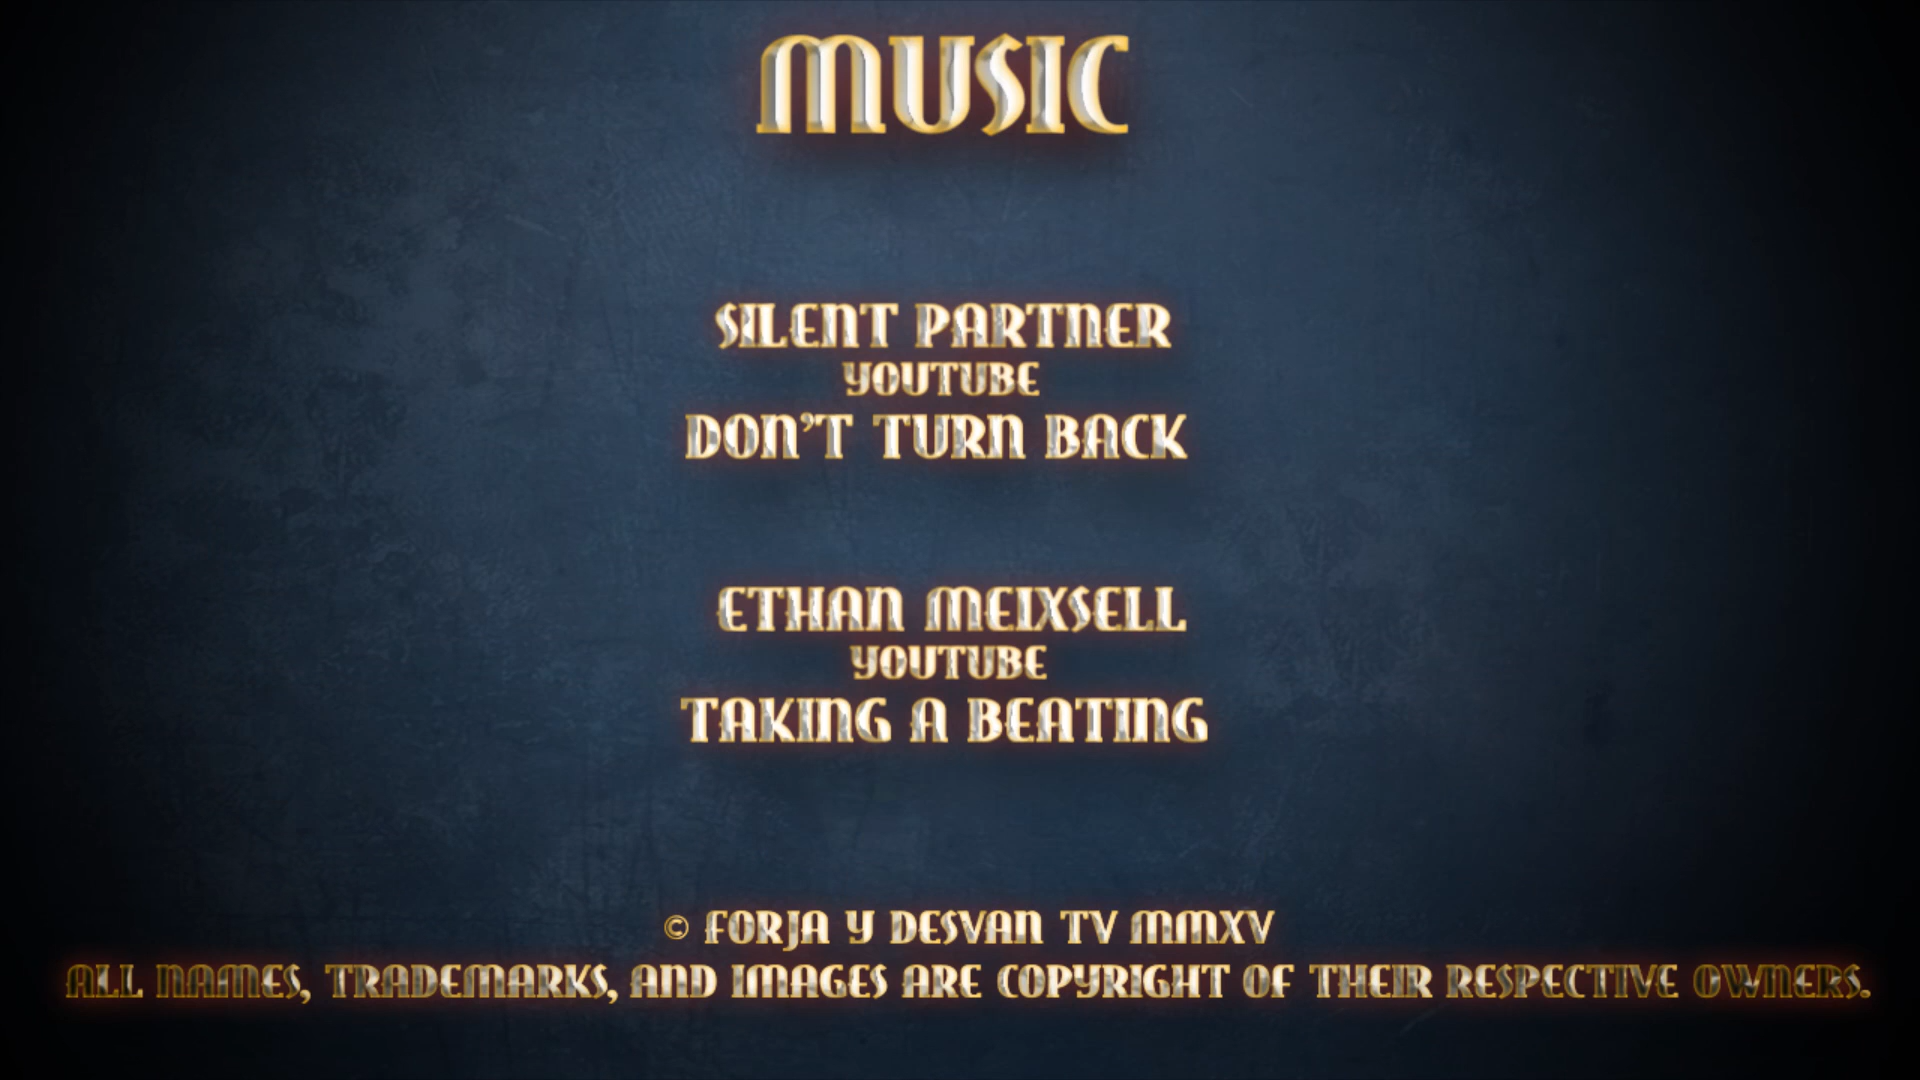 MUSIC
SILENT PARTNER
YOUTUBE
DON'T TURN BACK
ETHAN MEIXSELL
YOUTUBE
TAKING A BEATING
© FORJA Y DESVAN TV MMXV
ALL NAMES, TRADEMARKS, AND IMAGES ARE COPYRIGHT OF THEIR RESPECTIVE OWNERS.